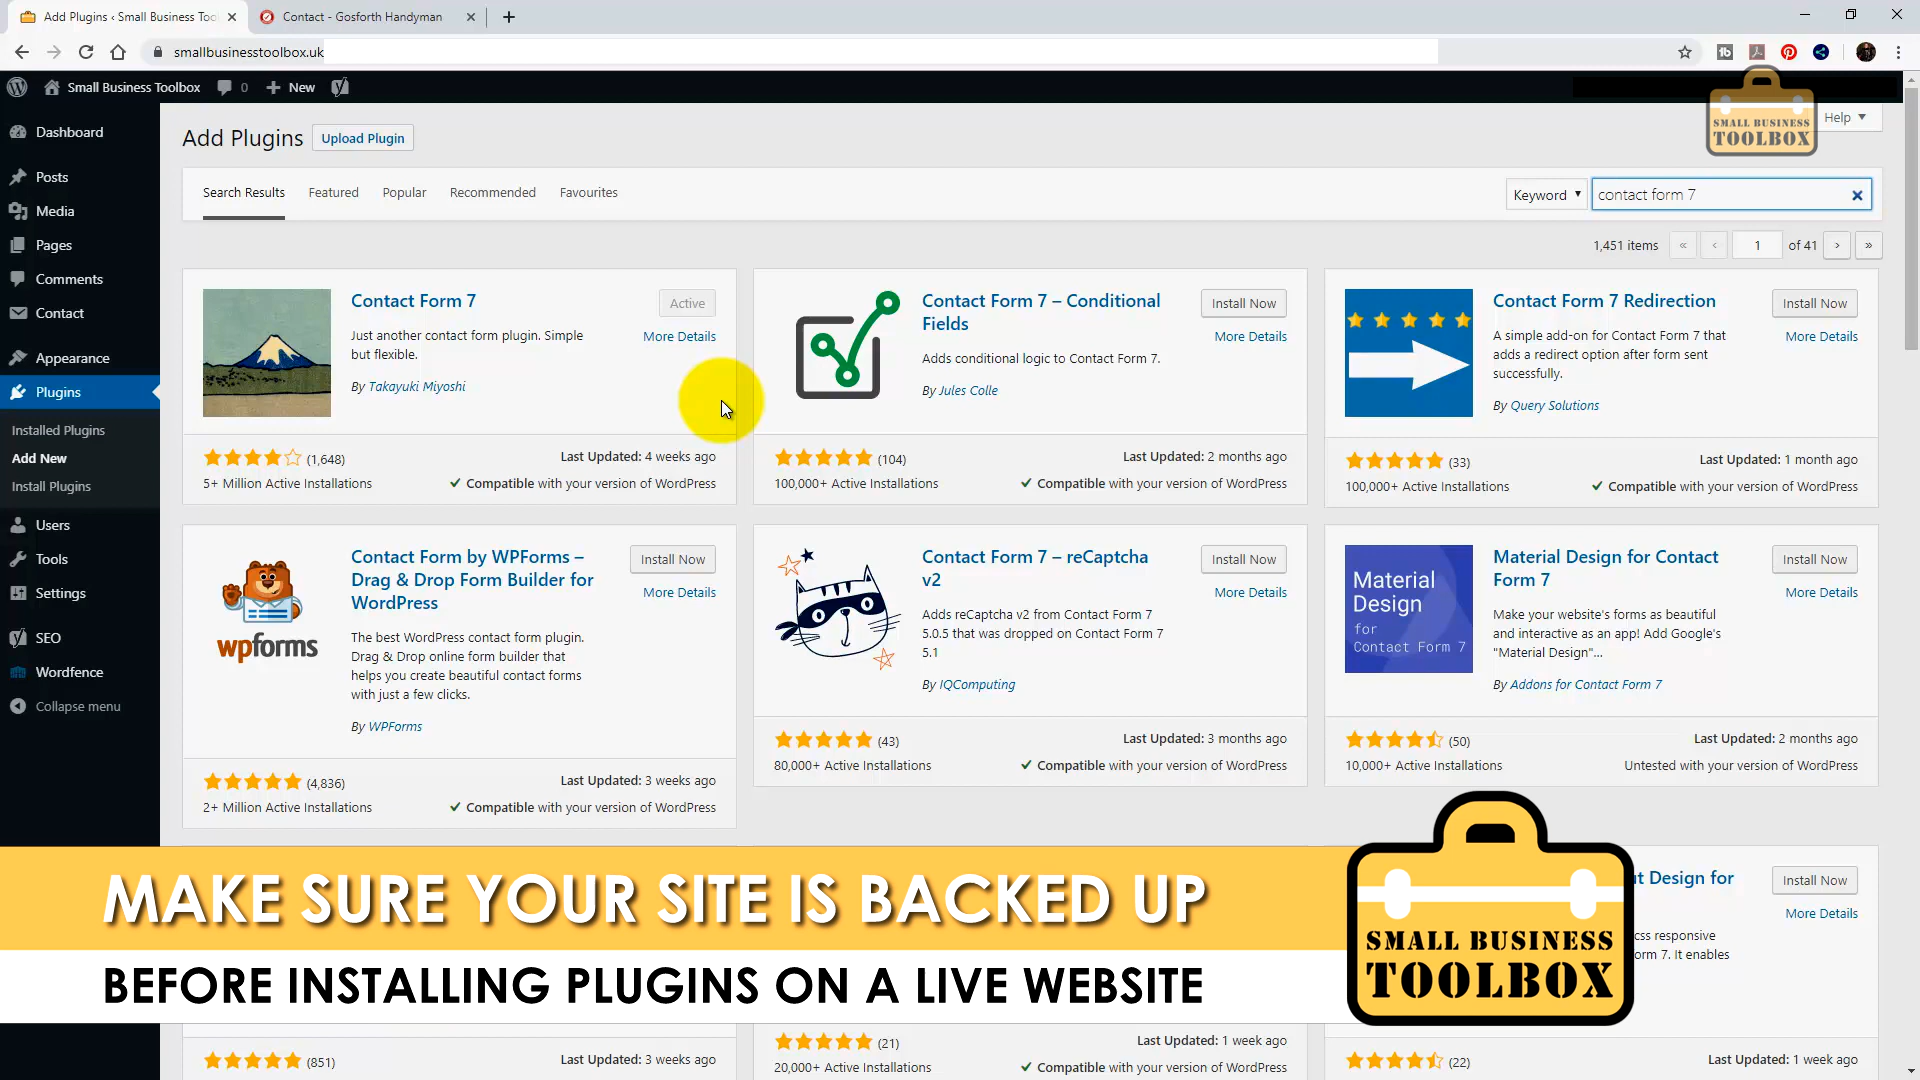 Add Plugins ‹ Small Business Too
Contact - Gosforth Handyman
smallbusinesstoolbox.uk
Small Business Toolbox
0
New
Dashboard
Posts
Media
Pages
Comments
Contact
Appearance
Plugins
Installed Plugins
Add New
Install Plugins
Users
Tools
Settings
SEO
Wordfence
Collapse menu
Add Plugins
Upload Plugin
SMALL BUSINESS
TOOLBOX
Help
Search Results
Featured
Popular
Recommended
Favourites
Keyword
contact form 7
1,451 items
«
‹
1
of 41
›
»
Contact Form 7
Active
More Details
Just another contact form plugin. Simple
but flexible.
By Takayuki Miyoshi
(1,648)
Last Updated: 4 weeks ago
5+ Million Active Installations
Compatible with your version of WordPress
Contact Form 7 – Conditional
Fields
Install Now
More Details
Adds conditional logic to Contact Form 7.
By Jules Colle
(104)
Last Updated: 2 months ago
100,000+ Active Installations
Compatible with your version of WordPress
Contact Form 7 Redirection
Install Now
More Details
A simple add-on for Contact Form 7 that
adds a redirect option after form sent
successfully.
By Query Solutions
(33)
Last Updated: 1 month ago
100,000+ Active Installations
Compatible with your version of WordPress
wpforms
Contact Form by WPForms –
Drag & Drop Form Builder for
WordPress
Install Now
More Details
The best WordPress contact form plugin.
Drag & Drop online form builder that
helps you create beautiful contact forms
with just a few clicks.
By WPForms
(4,836)
Last Updated: 3 weeks ago
2+ Million Active Installations
Compatible with your version of WordPress
Contact Form 7 – reCaptcha
v2
Install Now
More Details
Adds reCaptcha v2 from Contact Form 7
5.0.5 that was dropped on Contact Form 7
5.1
By IQComputing
(43)
Last Updated: 3 months ago
80,000+ Active Installations
Compatible with your version of WordPress
Material
Design
for
Contact Form 7
Material Design for Contact
Form 7
Install Now
More Details
Make your website's forms as beautiful
and interactive as an app! Add Google's
"Material Design"...
By Addons for Contact Form 7
(50)
Last Updated: 2 months ago
10,000+ Active Installations
Untested with your version of WordPress
MAKE SURE YOUR SITE IS BACKED UP
BEFORE INSTALLING PLUGINS ON A LIVE WEBSITE
SMALL BUSINESS
TOOLBOX
t Design for
Install Now
More Details
css responsive
orm 7. It enables
(851)
Last Updated: 3 weeks ago
(21)
Last Updated: 1 week ago
20,000+ Active Installations
Compatible with your version of WordPress
(22)
Last Updated: 1 week ago